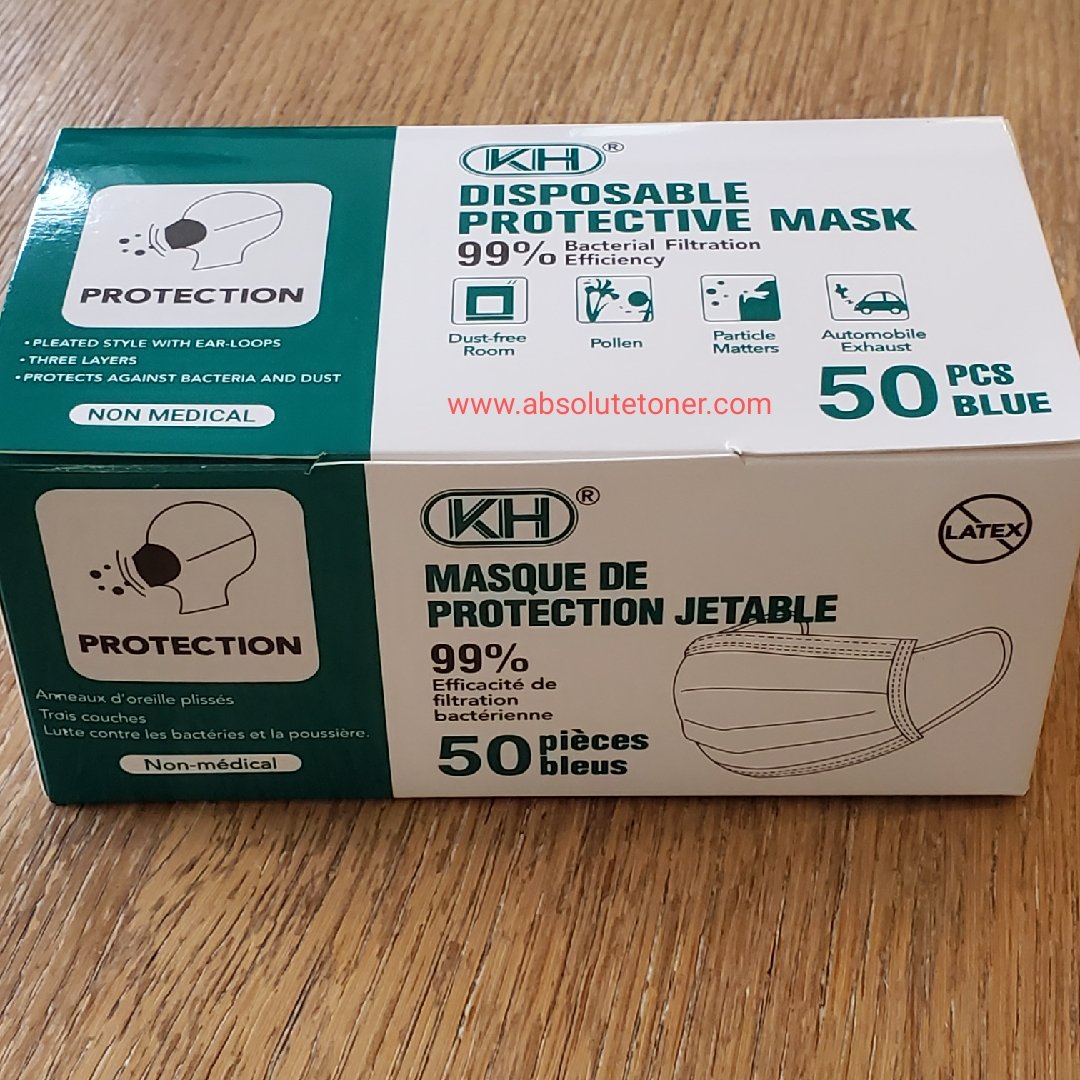 KH®
DISPOSABLE
PROTECTIVE MASK
99% Bacterial Filtration
Efficiency
Dust-free
Room
Pollen
Particle
Matters
Automobile
Exhaust
50 PCS
BLUE
www.absolutetoner.com
PROTECTION
• PLEATED STYLE WITH EAR-LOOPS
• THREE LAYERS
• PROTECTS AGAINST BACTERIA AND DUST
NON MEDICAL
KH®
LATEX
MASQUE DE
PROTECTION JETABLE
99%
Efficacité de
filtration
bactérienne
50 pièces
bleus
PROTECTION
Anneaux d'oreille plissés
Trois couches
Lutte contre les bactéries et la poussière.
Non-médical